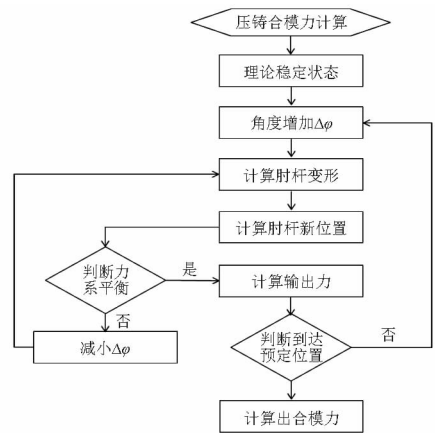 压铸合模力计算
理论稳定状态
角度增加Δφ
计算肘杆变形
计算肘杆新位置
判断力
系平衡
是
计算输出力
否
减小Δφ
判断到达
预定位置
否
计算出合模力